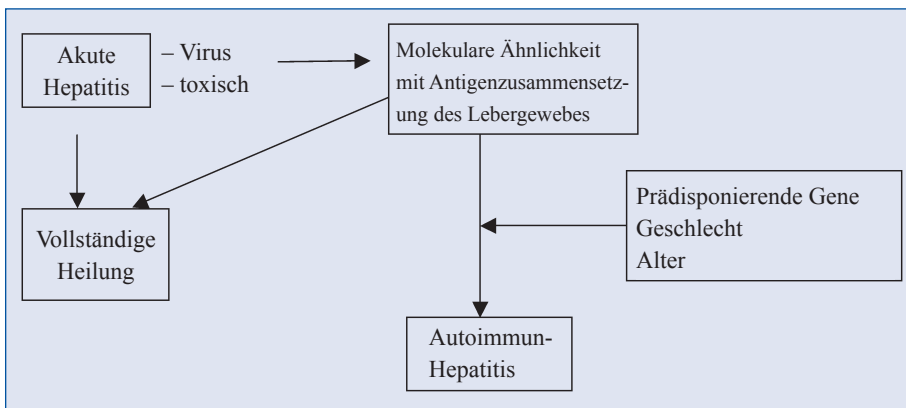 Akute
Hepatitis
– Virus
– toxisch
Molekulare Ähnlichkeit
mit Antigenzusammensetz-
ung des Lebergewebes
Vollständige
Heilung
Prädisponierende Gene
Geschlecht
Alter
Autoimmun-
Hepatitis